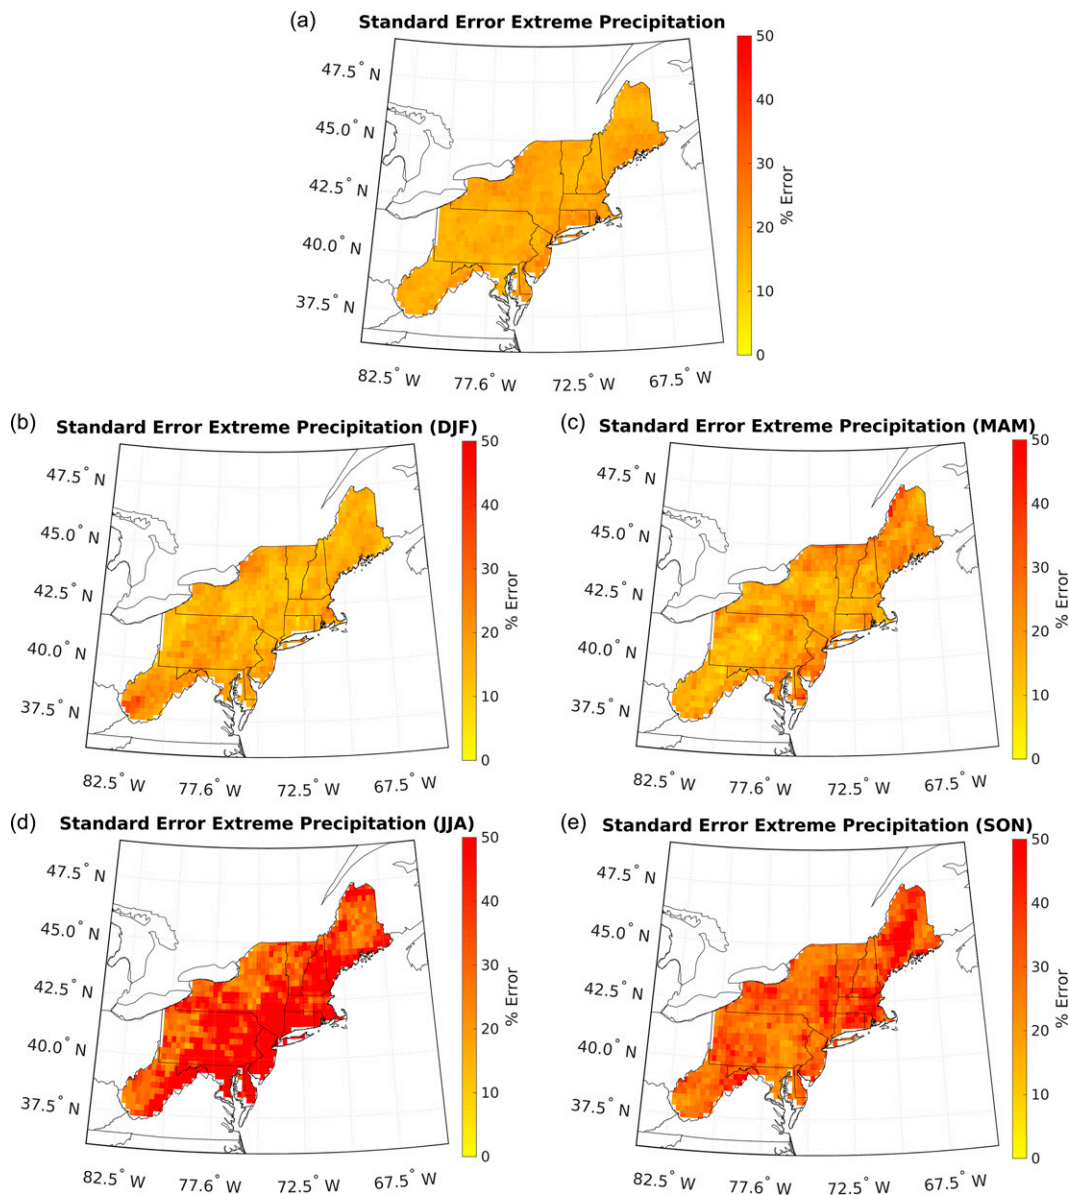 (a)
Standard Error Extreme Precipitation
47.5° N
45.0° N
42.5° N
40.0° N
37.5° N
82.5° W 77.6° W 72.5° W 67.5° W
50
40
30
20
10
0
% Error
(b)
Standard Error Extreme Precipitation (DJF)
47.5° N
45.0° N
42.5° N
40.0° N
37.5° N
82.5° W 77.6° W 72.5° W 67.5° W
50
40
30
20
10
0
% Error
(c)
Standard Error Extreme Precipitation (MAM)
47.5° N
45.0° N
42.5° N
40.0° N
37.5° N
82.5° W 77.6° W 72.5° W 67.5° W
50
40
30
20
10
0
% Error
(d)
Standard Error Extreme Precipitation (JJA)
47.5° N
45.0° N
42.5° N
40.0° N
37.5° N
82.5° W 77.6° W 72.5° W 67.5° W
50
40
30
20
10
0
% Error
(e)
Standard Error Extreme Precipitation (SON)
47.5° N
45.0° N
42.5° N
40.0° N
37.5° N
82.5° W 77.6° W 72.5° W 67.5° W
50
40
30
20
10
0
% Error